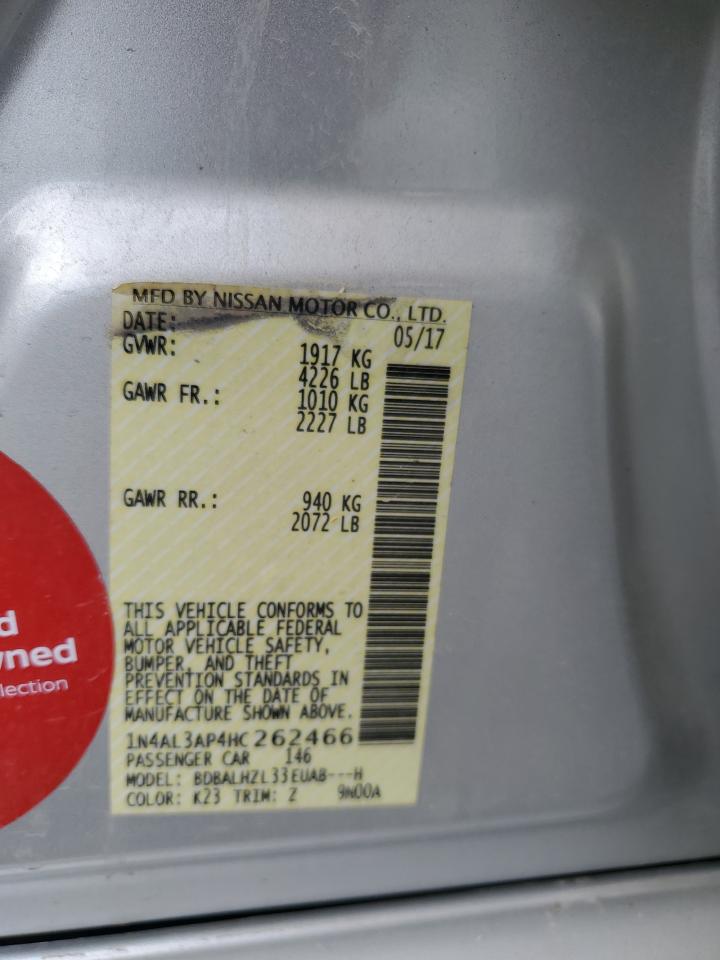 MFD BY NISSAN MOTOR CO., LTD.
DATE: 05/17
GVWR: 1917 KG
4226 LB
GAWR FR.: 1010 KG
2227 LB
GAWR RR.: 940 KG
2072 LB
THIS VEHICLE CONFORMS TO
ALL APPLICABLE FEDERAL
MOTOR VEHICLE SAFETY,
BUMPER, AND THEFT
PREVENTION STANDARDS IN
EFFECT ON THE DATE OF
MANUFACTURE SHOWN ABOVE.
1N4AL3AP4HC262466
PASSENGER CAR 146
MODEL: BDBALHZL33EUAB---H
COLOR: K23 TRIM: Z 9N00A
d
ned
lection